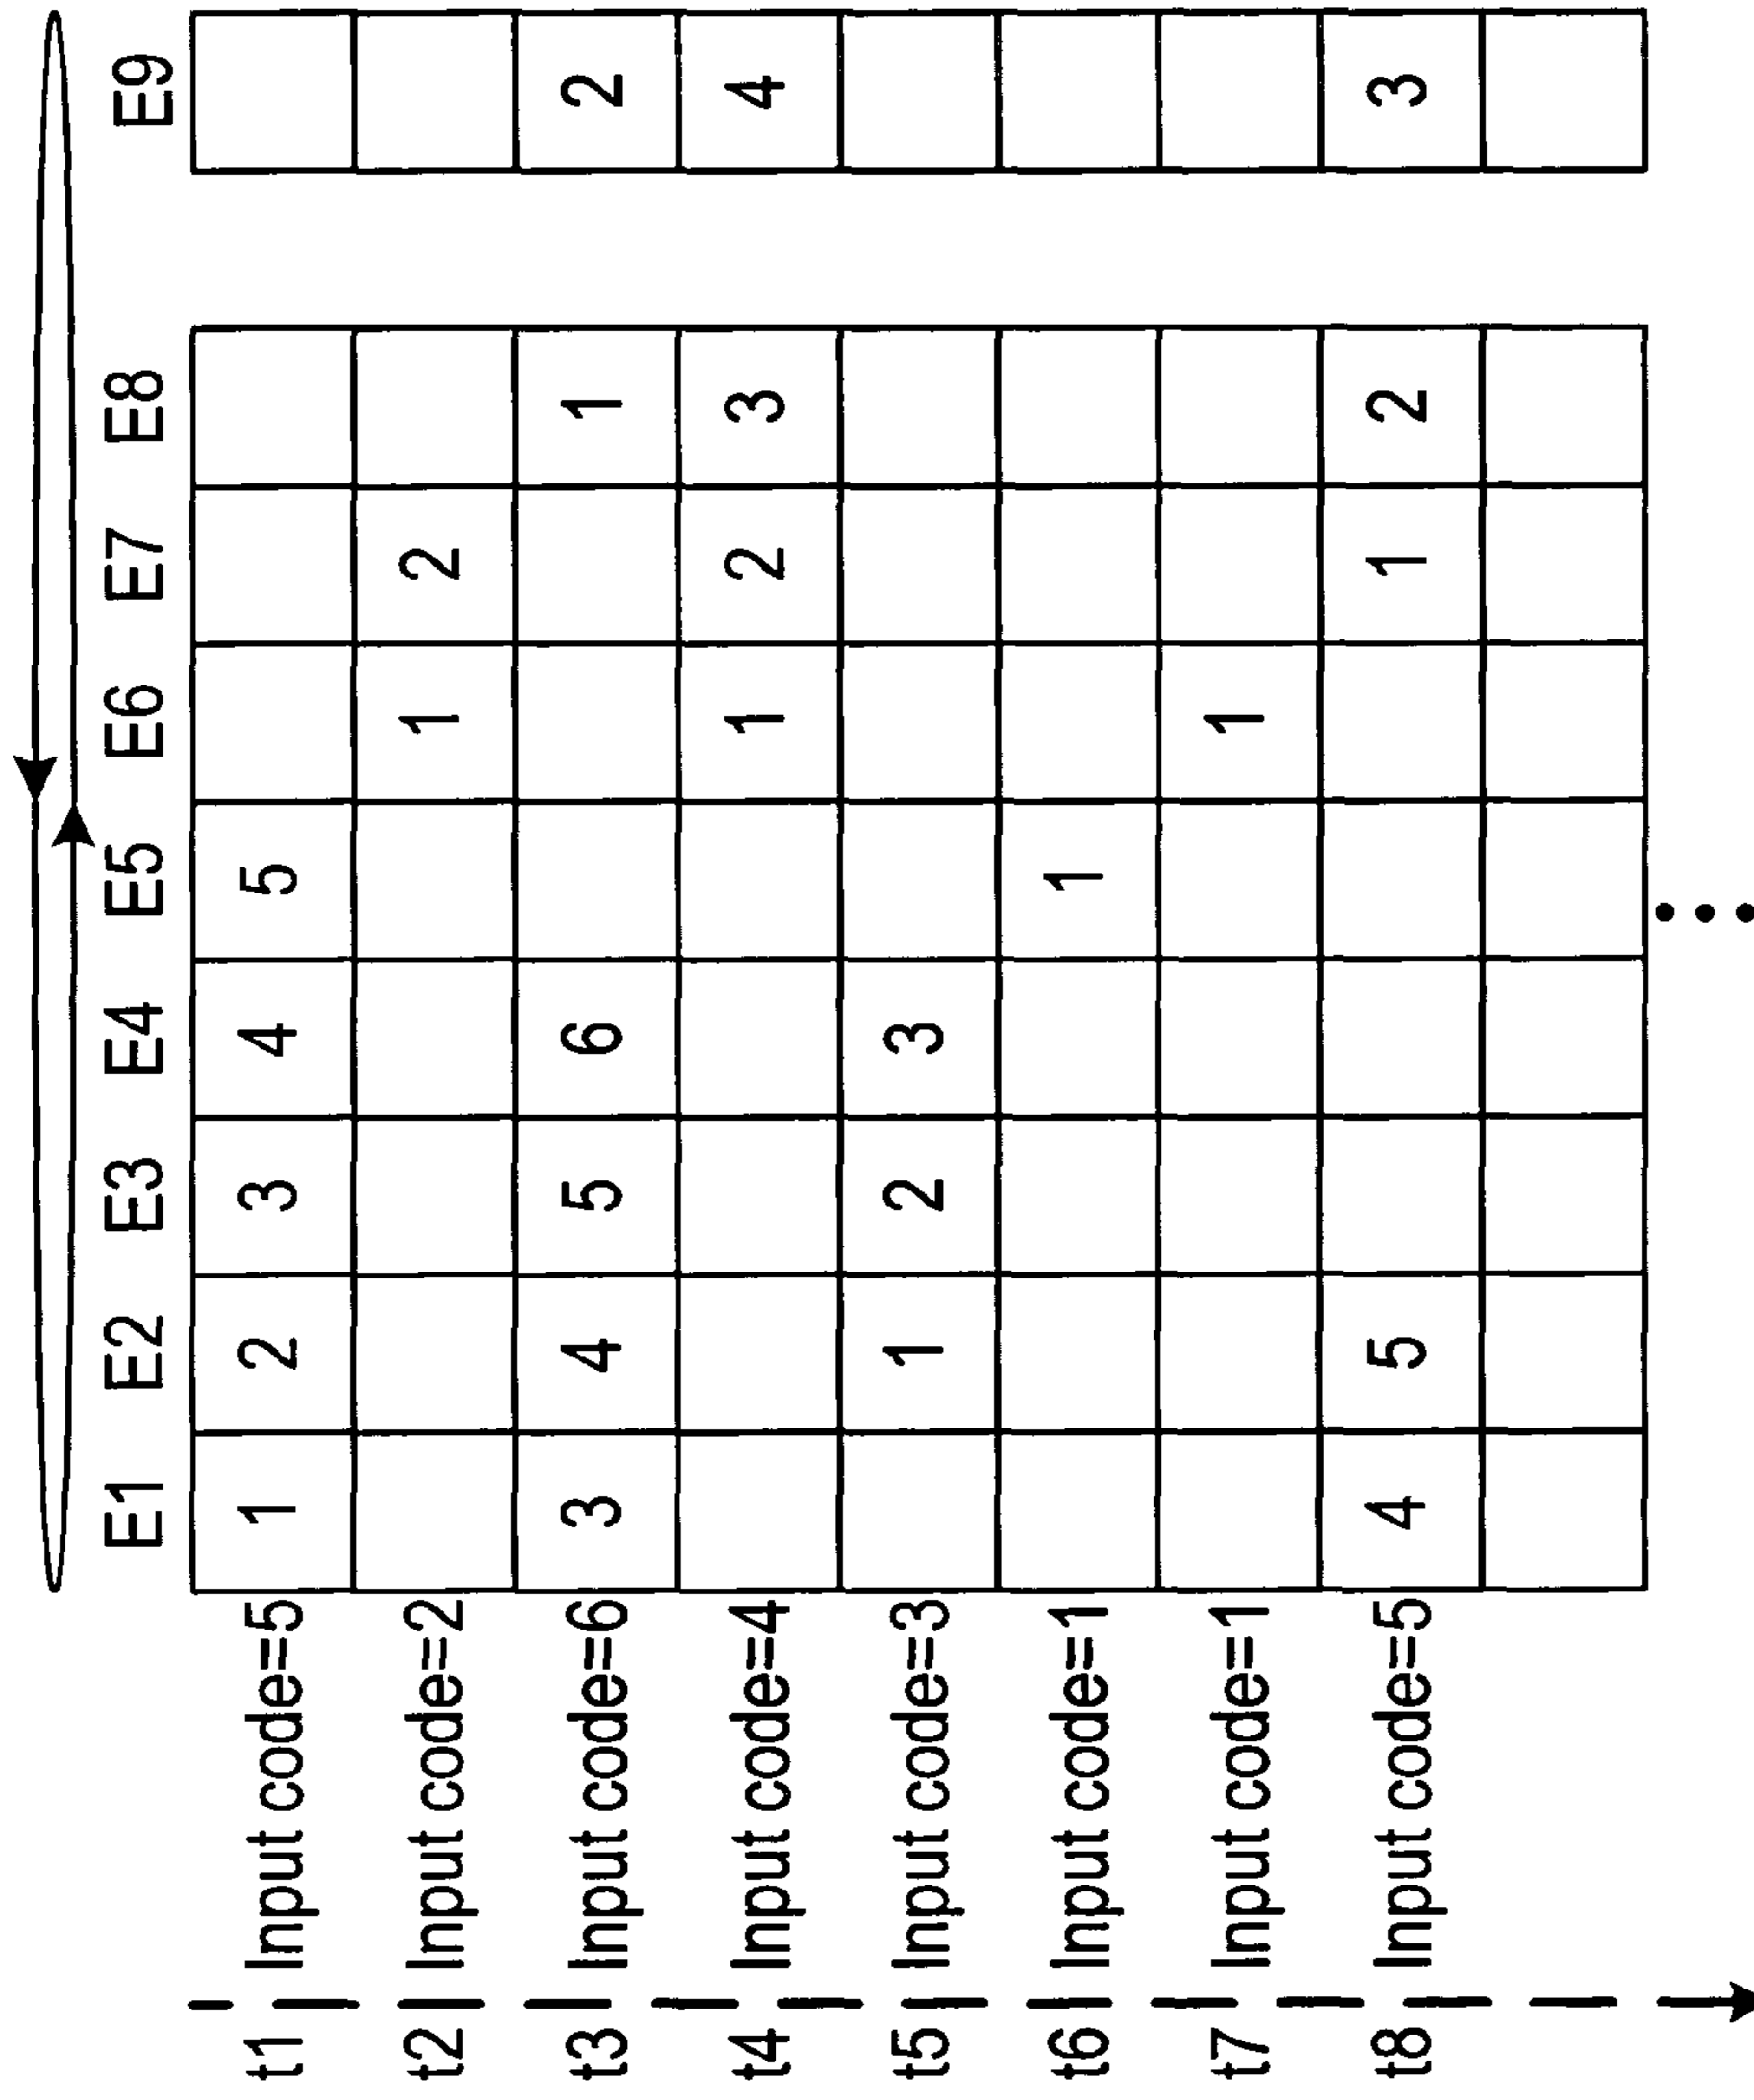 E1 E2 E3 E4 E5 E6 E7 E8 E9
t1 Input code=5 1 2 3 4 5
t2 Input code=2 1 2
t3 Input code=6 3 4 5 6 1 2
t4 Input code=4 1 2 3 4
t5 Input code=3 1 2 3
t6 Input code=1 1
t7 Input code=1 1
t8 Input code=5 4 5 1 2 3